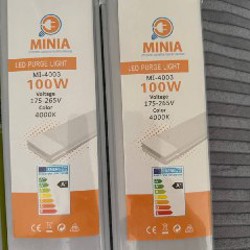 MINIA
LED PURGE LIGHT
MI-4003
100W
Voltage
175-265V
Color
4000K
A+
MINIA
LED PURGE LIGHT
MI-4003
100W
Voltage
175-265V
Color
4000K